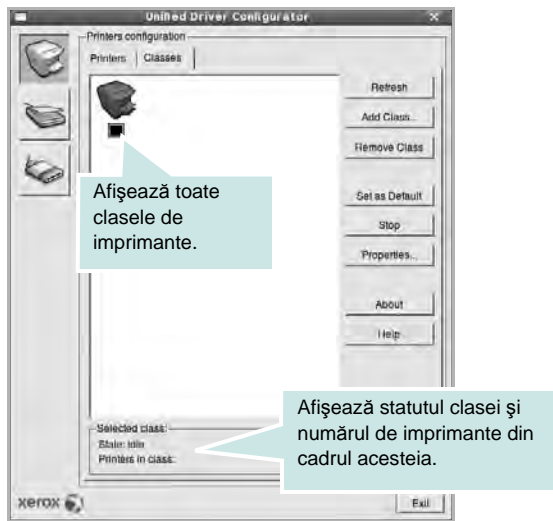 Unified Driver Configurator
Printers configuration
Printers Classes
Refresh
Add Class...
Remove Class
Afişează toate
clasele de
imprimante.
Set as Default
Stop
Properties...
About
Help
Afişează statutul clasei şi
numărul de imprimante din
cadrul acesteia.
Selected class:
State: Idle
Printers in class:
xerox
Exit